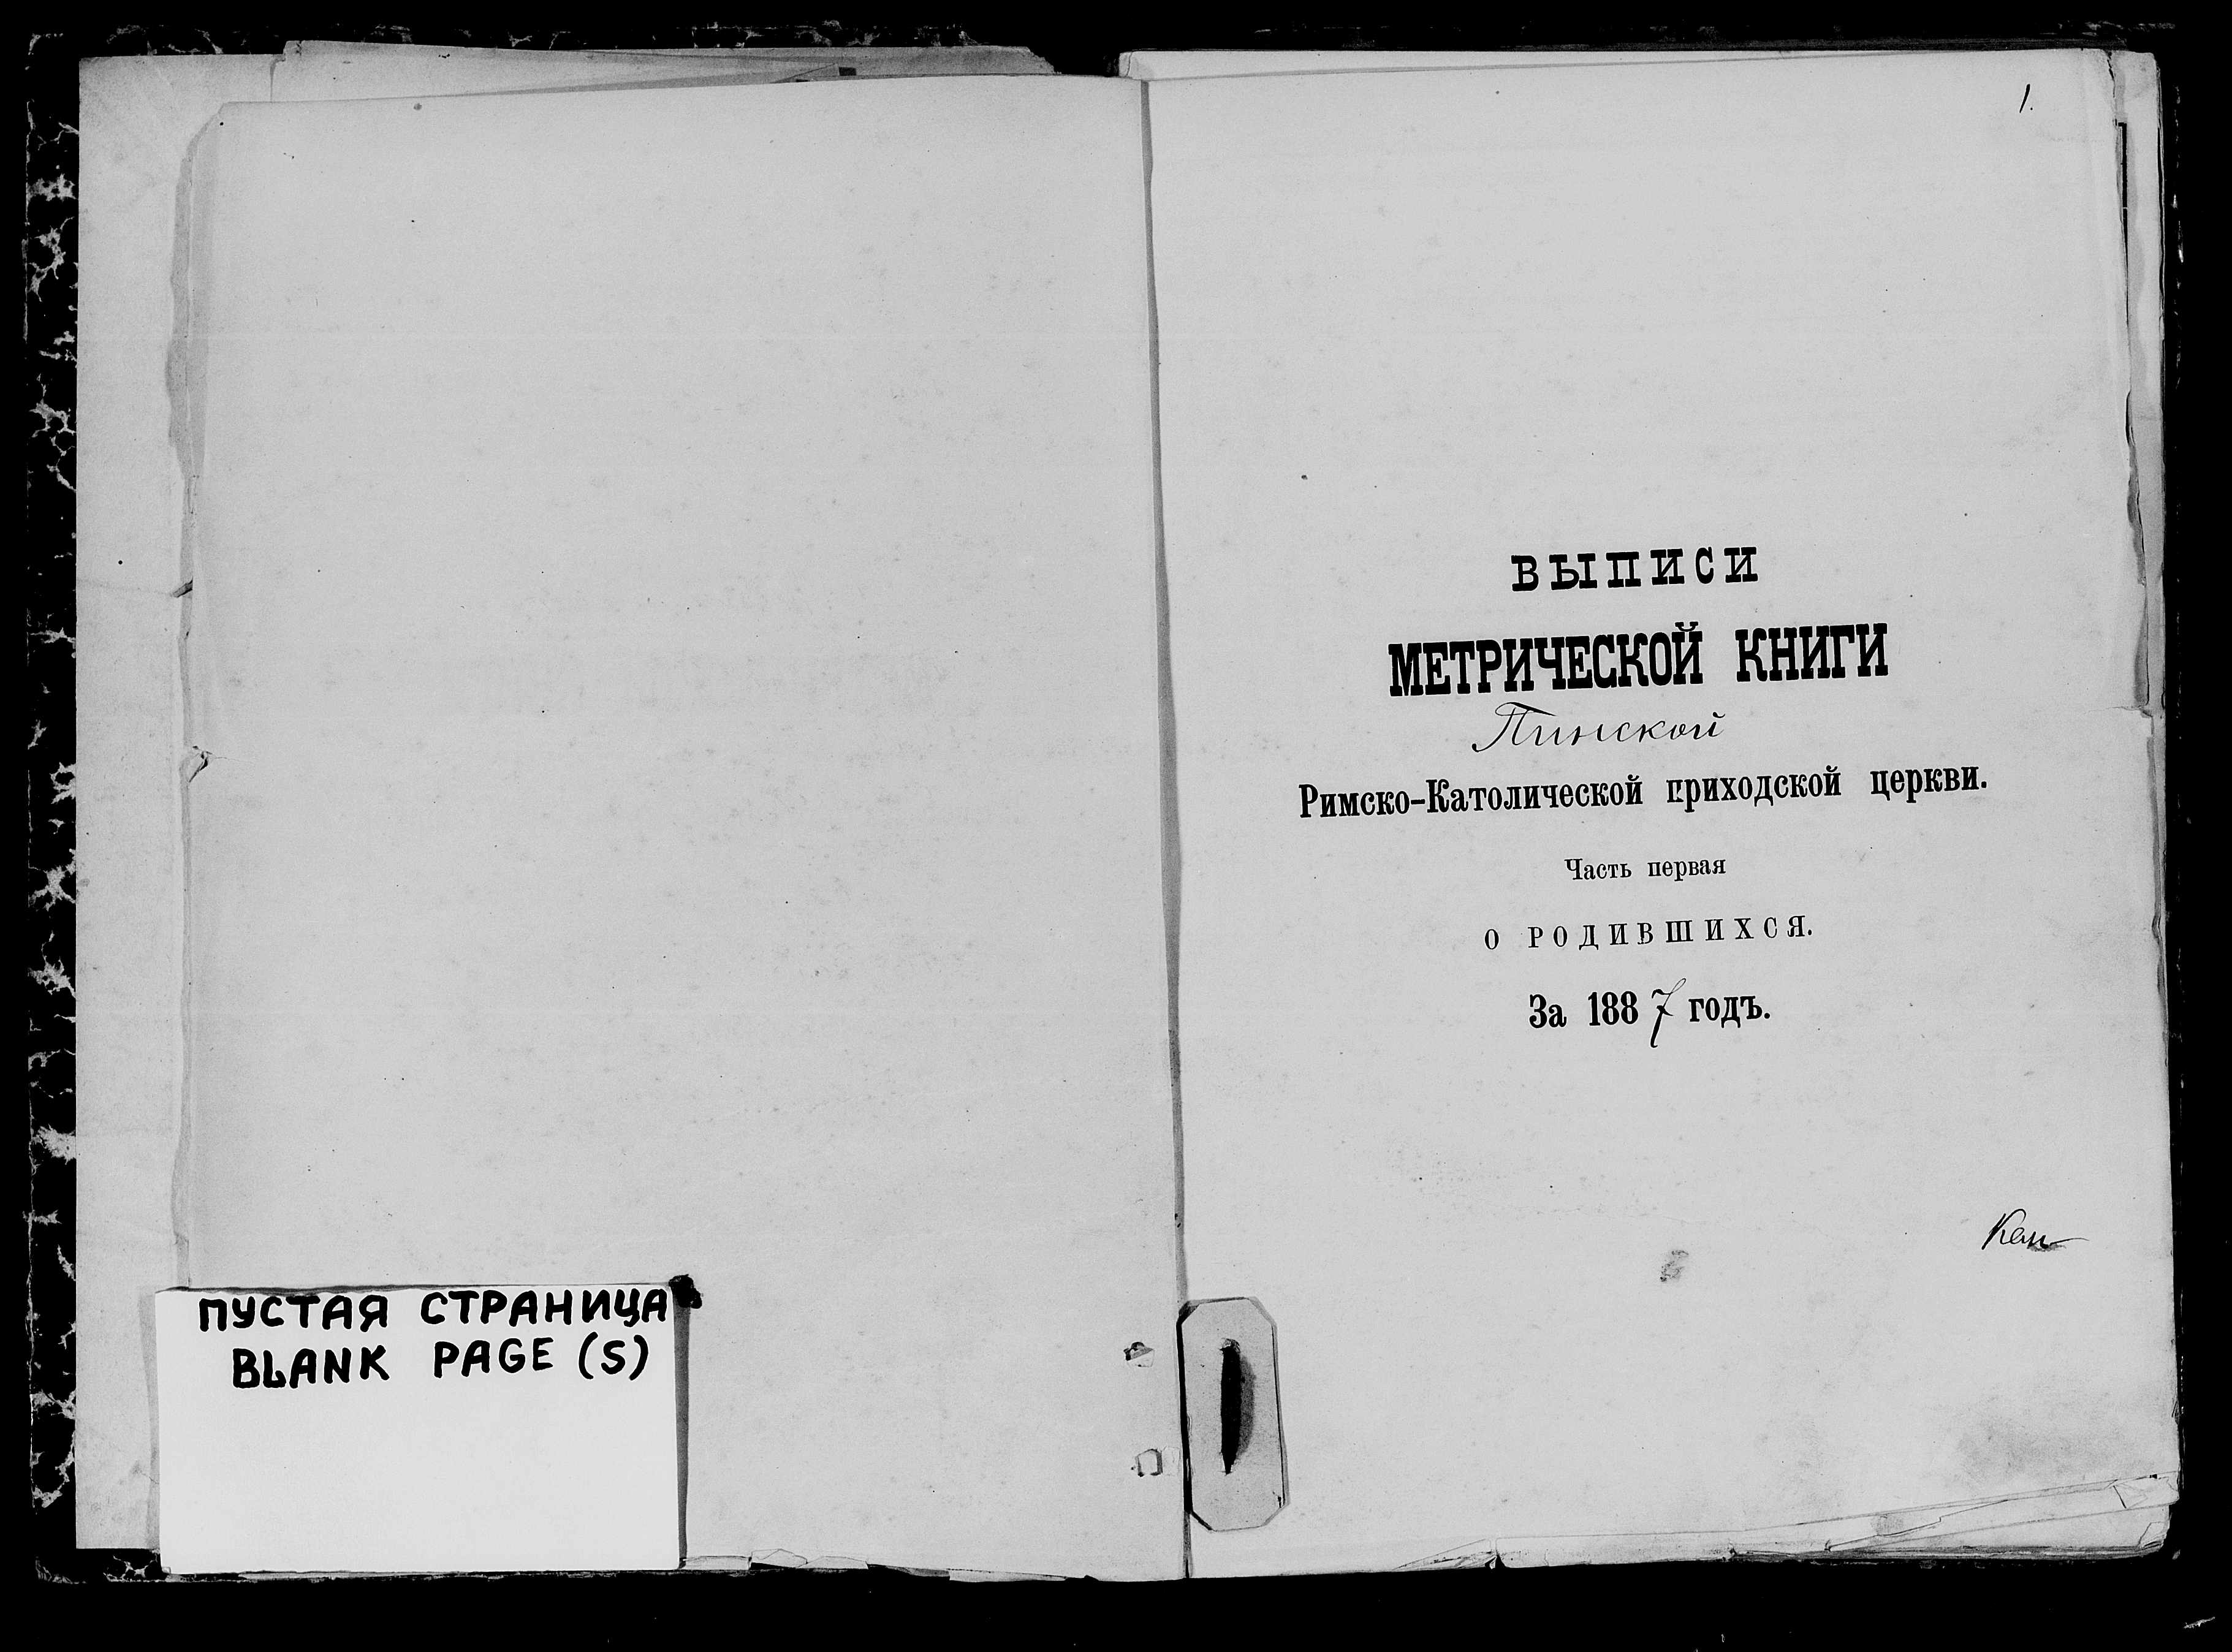 ПУСТАЯ СТРАНИЦА
BLANK PAGE (S)
1.
ВЫПИСИ
МЕТРИЧЕСКОЙ КНИГИ
Пинской
Римско-Католической приходской церкви.
Часть первая
О РОДИВШИХСЯ.
За 1887 годъ.